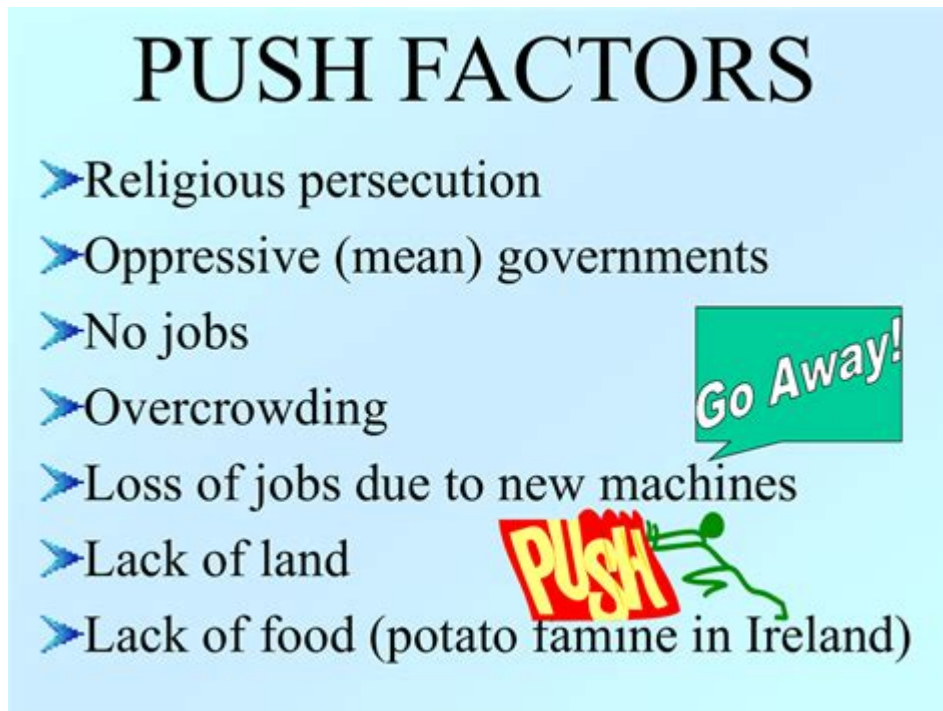 PUSH FACTORS
Religious persecution
Oppressive (mean) governments
No jobs
Overcrowding
Go Away!
Loss of jobs due to new machines
Lack of land
PUSH
Lack of food (potato famine in Ireland)